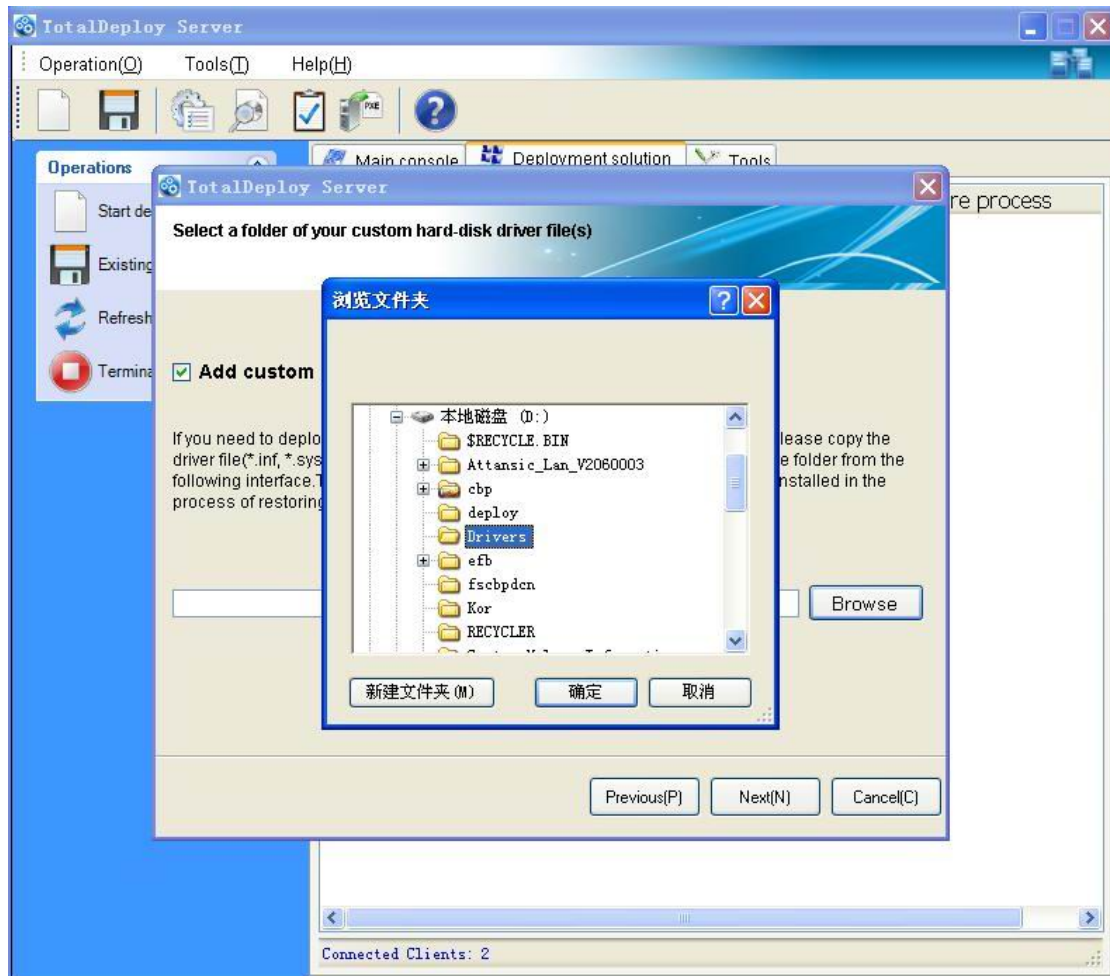 TotalDeploy Server
Operation(O) Tools(T) Help(H)
PXE
Operations
Main console Deployment solution Tools
Start de
Existing
Refresh
Termina
re process
TotalDeploy Server
Select a folder of your custom hard-disk driver file(s)
Add custom
If you need to deplo
lease copy the
driver file(*.inf, *.sys
e folder from the
following interface.T
nstalled in the
process of restoring
Browse
浏览文件夹
本地磁盘 (D:)
$RECYCLE.BIN
Attansic_Lan_V2060003
cbp
deploy
Drivers
efb
fscbpdcn
Kor
RECYCLER
新建文件夹(M) 确定 取消
Previous(P) Next(N) Cancel(C)
Connected Clients: 2